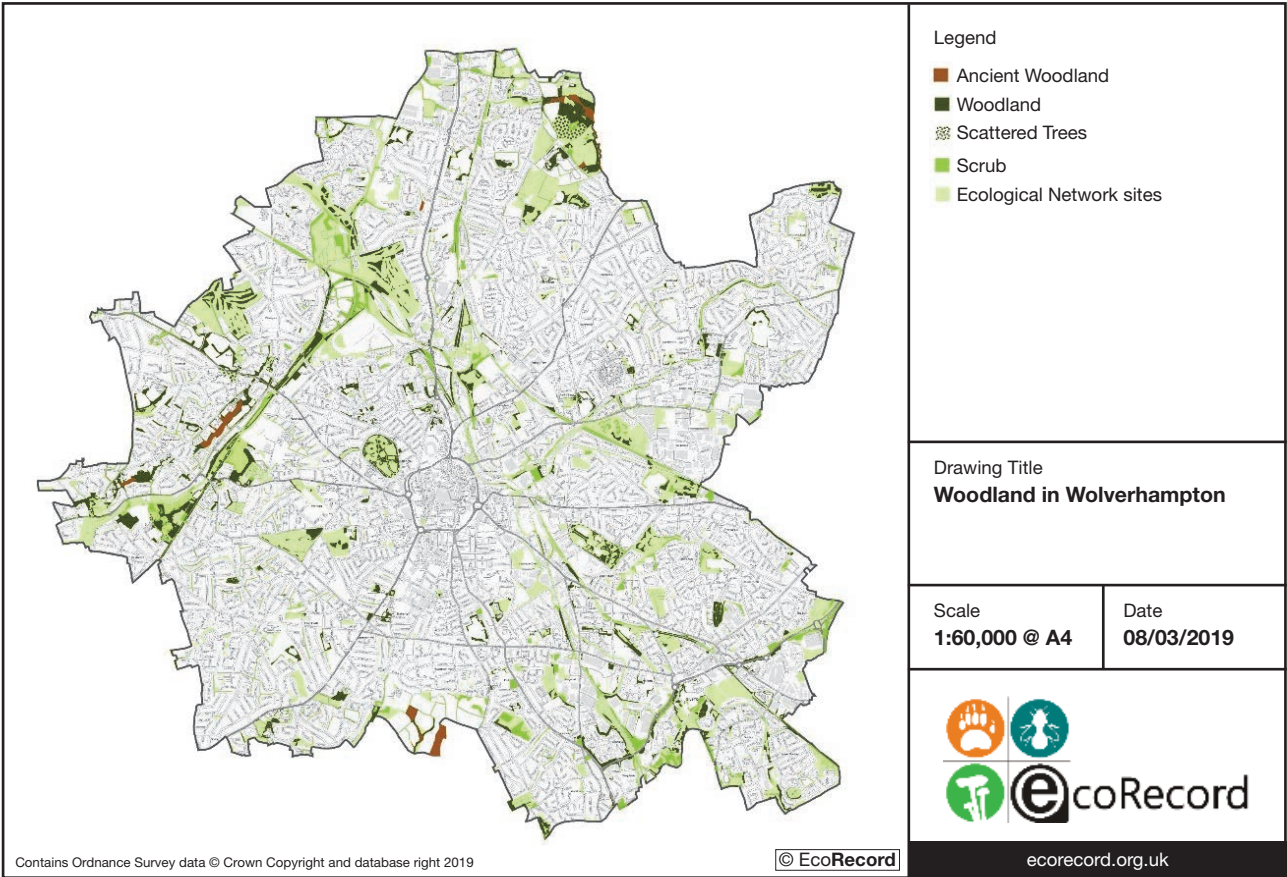 Legend
Ancient Woodland
Woodland
Scattered Trees
Scrub
Ecological Network sites
Drawing Title
Woodland in Wolverhampton
Scale
1:60,000 @ A4
Date
08/03/2019
ecoRecord
Contains Ordnance Survey data © Crown Copyright and database right 2019
© EcoRecord
ecorecord.org.uk